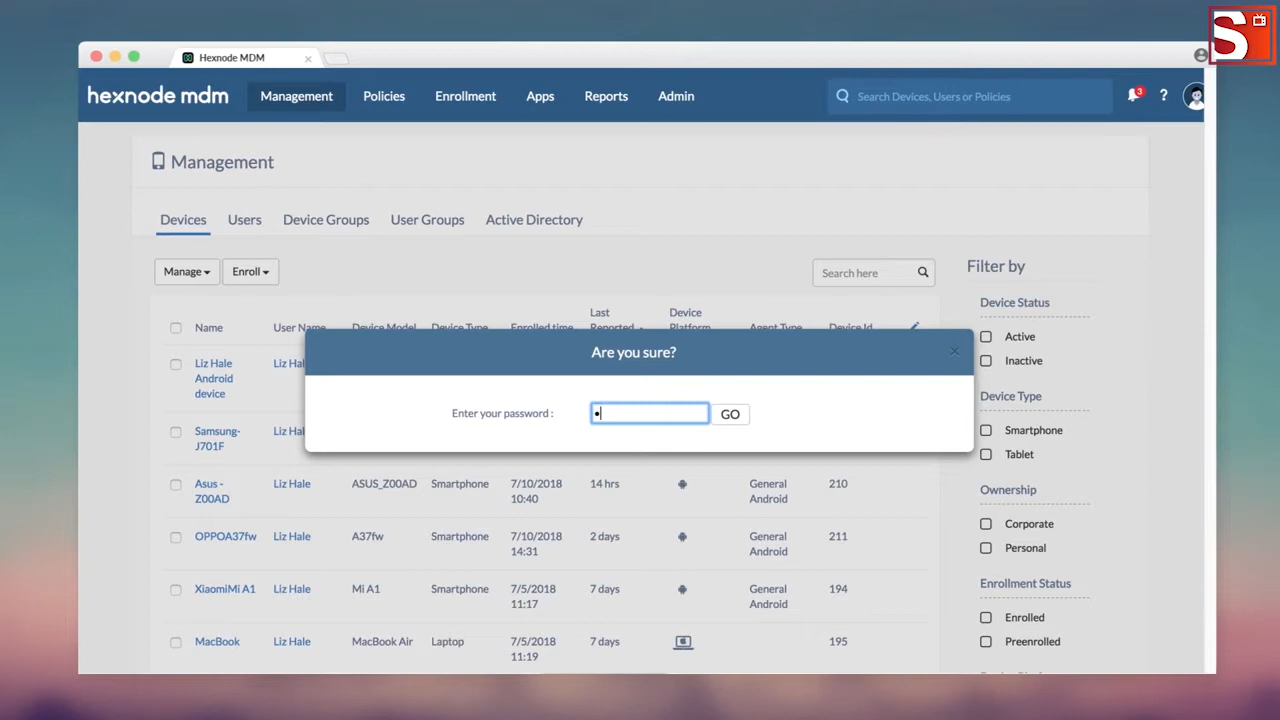 S
Hexnode MDM
hexnode mdm
Management
Policies
Enrollment
Apps
Reports
Admin
Search Devices, Users or Policies
3
?
Management
Devices
Users
Device Groups
User Groups
Active Directory
Manage
Enroll
Search here
Filter by
Name
User Name
Device Model
Device Type
Enrolled time
Last
Reported
Device
Platform
Agent Type
Device Id
Liz Hale
Android
device
Liz Hal
Samsung-
J701F
Liz Hal
Are you sure?
Enter your password :
GO
Asus -
Z00AD
Liz Hale
ASUS_Z00AD
Smartphone
7/10/2018
10:40
14 hrs
General
Android
210
OPPOA37fw
Liz Hale
A37fw
Smartphone
7/10/2018
14:31
2 days
General
Android
211
XiaomiMi A1
Liz Hale
Mi A1
Smartphone
7/5/2018
11:17
7 days
General
Android
194
MacBook
Liz Hale
MacBook Air
Laptop
7/5/2018
11:19
7 days
195
Device Status
Active
Inactive
Device Type
Smartphone
Tablet
Ownership
Corporate
Personal
Enrollment Status
Enrolled
Preenrolled